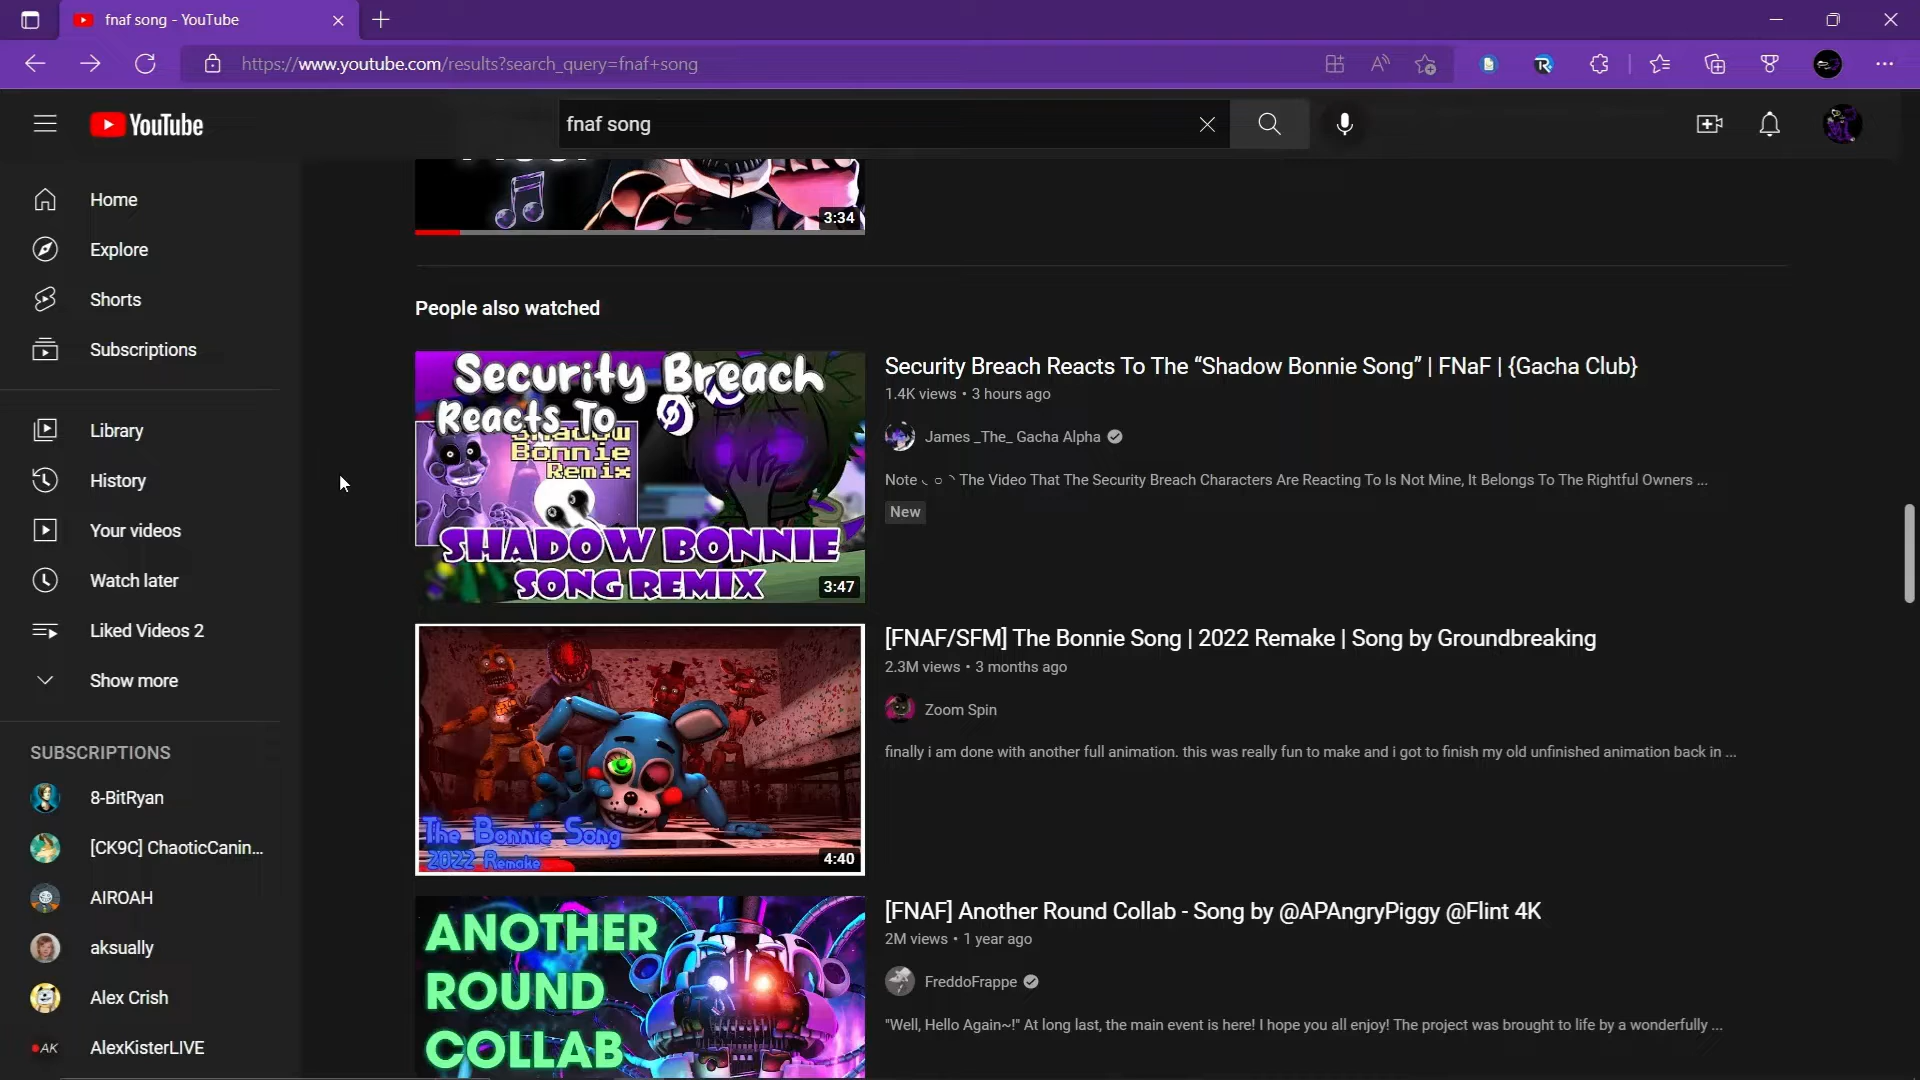 fnaf song - YouTube
https://www.youtube.com/results?search_query=fnaf+song
YouTube
fnaf song
Home
Explore
Shorts
Subscriptions
Library
History
Your videos
Watch later
Liked Videos 2
Show more
SUBSCRIPTIONS
8-BitRyan
[CK9C] ChaoticCanin...
AIROAH
aksually
Alex Crish
AK
AlexKisterLIVE
3:34
People also watched
Security Breach
Reacts To
Shadow
Bonnie
Remix
SHADOW BONNIE
SONG REMIX
3:47
Security Breach Reacts To The “Shadow Bonnie Song” | FNaF | {Gacha Club}
1.4K views • 3 hours ago
James _The_ Gacha Alpha
Note ◟ ○ ◝ The Video That The Security Breach Characters Are Reacting To Is Not Mine, It Belongs To The Rightful Owners ...
New
The Bonnie Song
2022 Remake
4:40
[FNAF/SFM] The Bonnie Song | 2022 Remake | Song by Groundbreaking
2.3M views • 3 months ago
Zoom Spin
finally i am done with another full animation. this was really fun to make and i got to finish my old unfinished animation back in ...
ANOTHER
ROUND
COLLAB
[FNAF] Another Round Collab - Song by @APAngryPiggy @Flint 4K
2M views • 1 year ago
FreddoFrappe
"Well, Hello Again~!" At long last, the main event is here! I hope you all enjoy! The project was brought to life by a wonderfully ...